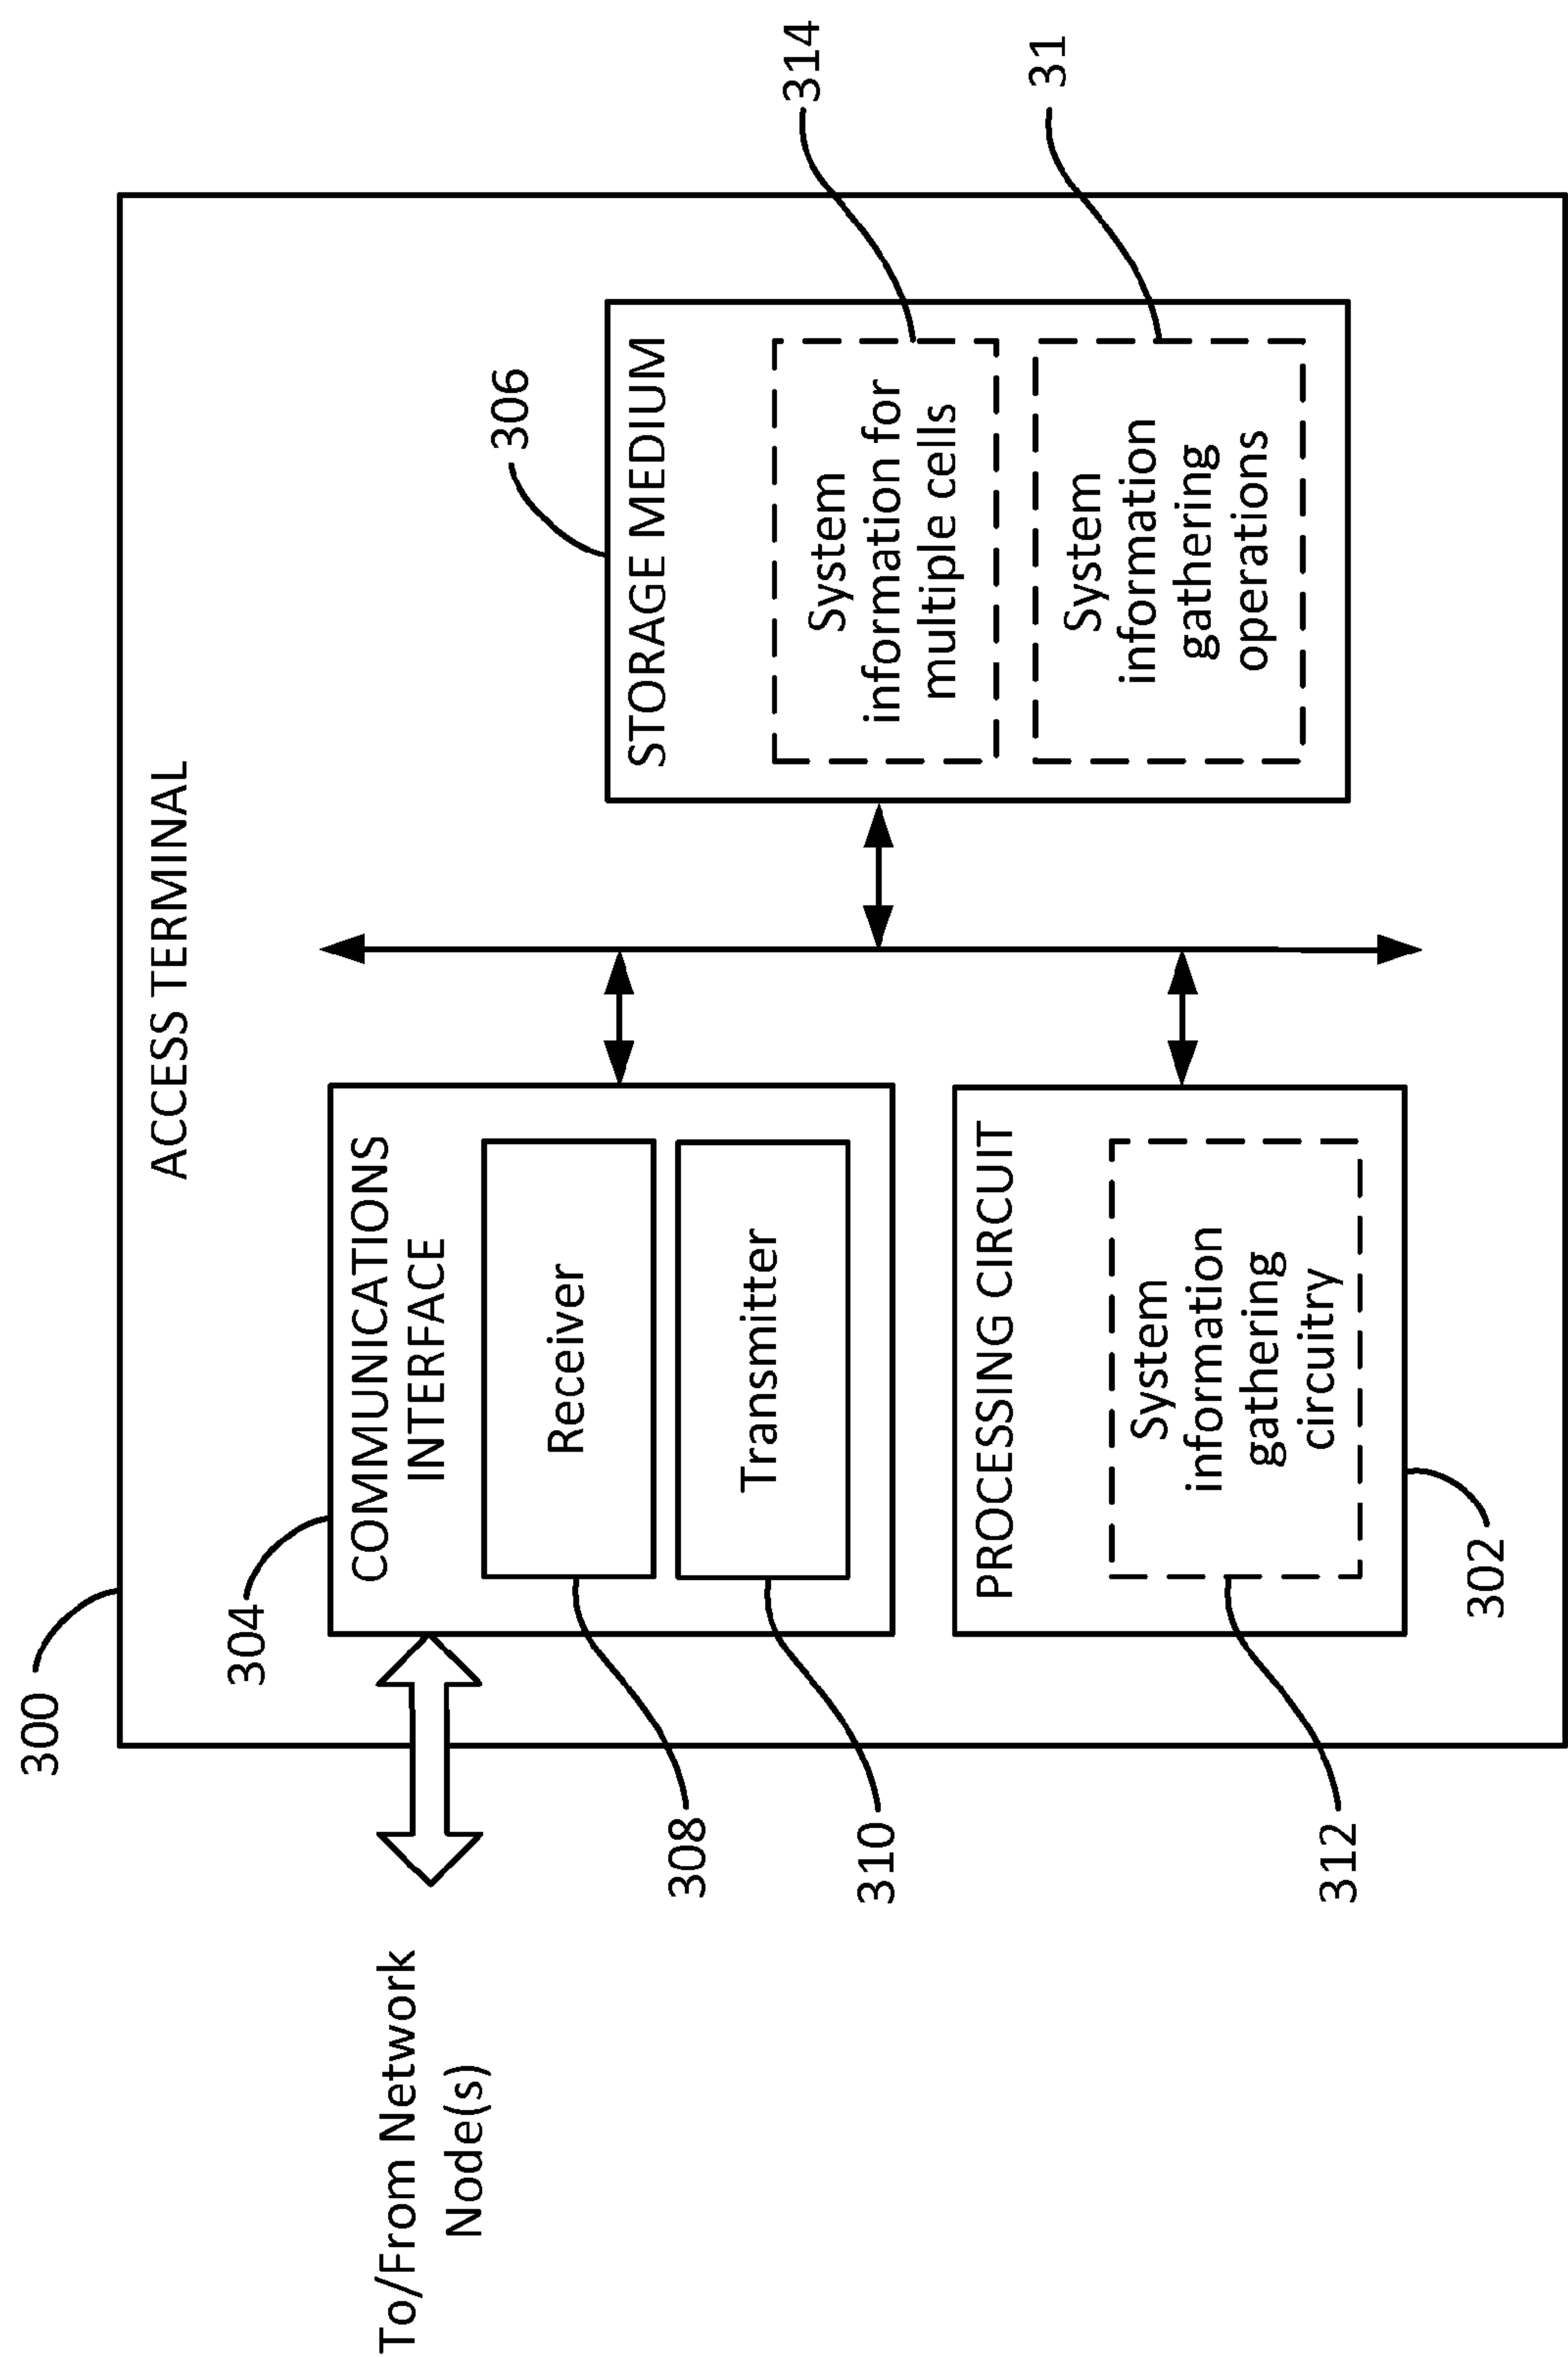 300
ACCESS TERMINAL
304
COMMUNICATIONS
INTERFACE
To/From Network
Node(s)
Receiver
308
Transmitter
310
PROCESSING CIRCUIT
System
information
gathering
circuitry
312
302
306
STORAGE MEDIUM
System
information for
multiple cells
314
System
information
gathering
operations
31